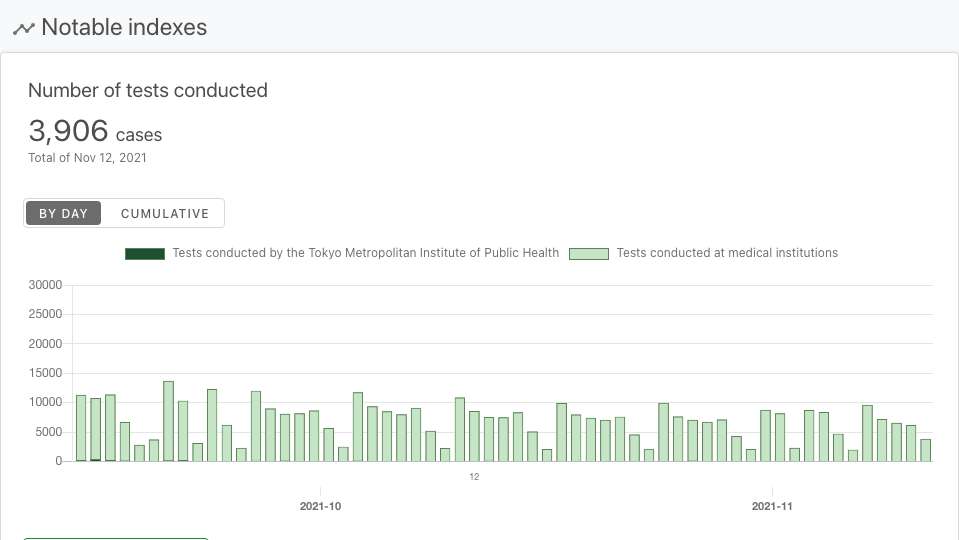 Notable indexes
Number of tests conducted
3,906 cases
Total of Nov 12, 2021
BY DAY CUMULATIVE
Tests conducted by the Tokyo Metropolitan Institute of Public Health Tests conducted at medical institutions
30000
25000
20000
15000
10000
5000
0
12
2021-10 2021-11